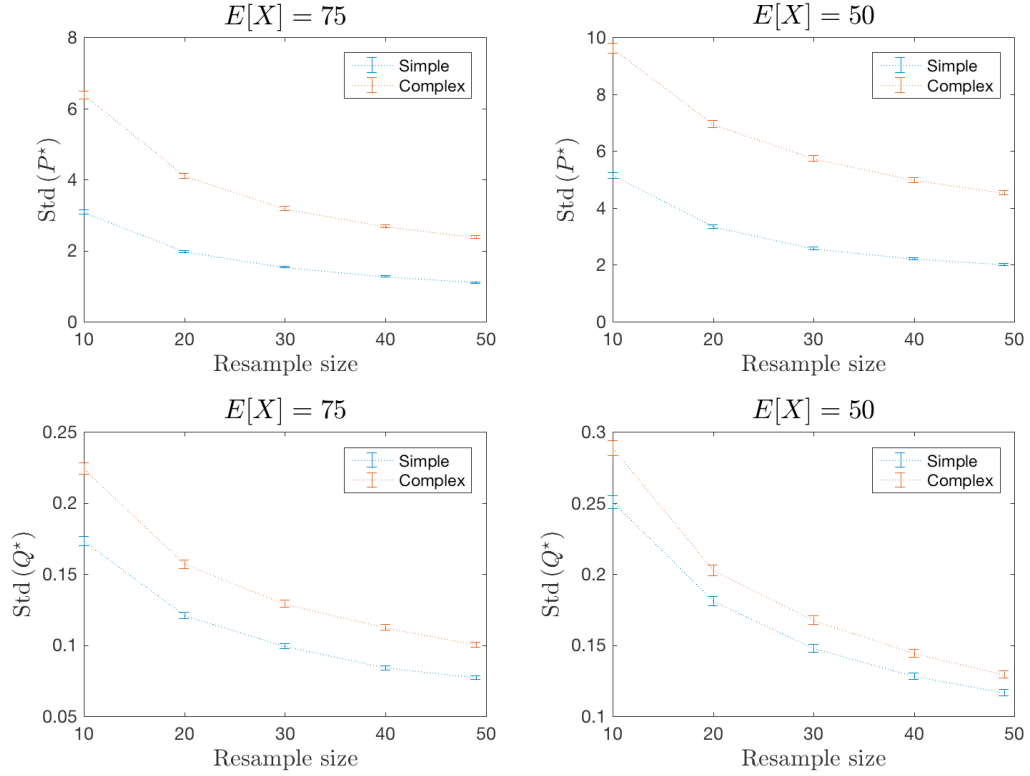 E[X] = 75
8
6
4
2
0
Std (P⋆)
10 20 30 40 50
Resample size
Simple
Complex
E[X] = 50
10
8
6
4
2
0
Std (P⋆)
10 20 30 40 50
Resample size
Simple
Complex
E[X] = 75
0.25
0.2
0.15
0.1
0.05
Std (Q⋆)
10 20 30 40 50
Resample size
Simple
Complex
E[X] = 50
0.3
0.25
0.2
0.15
0.1
Std (Q⋆)
10 20 30 40 50
Resample size
Simple
Complex